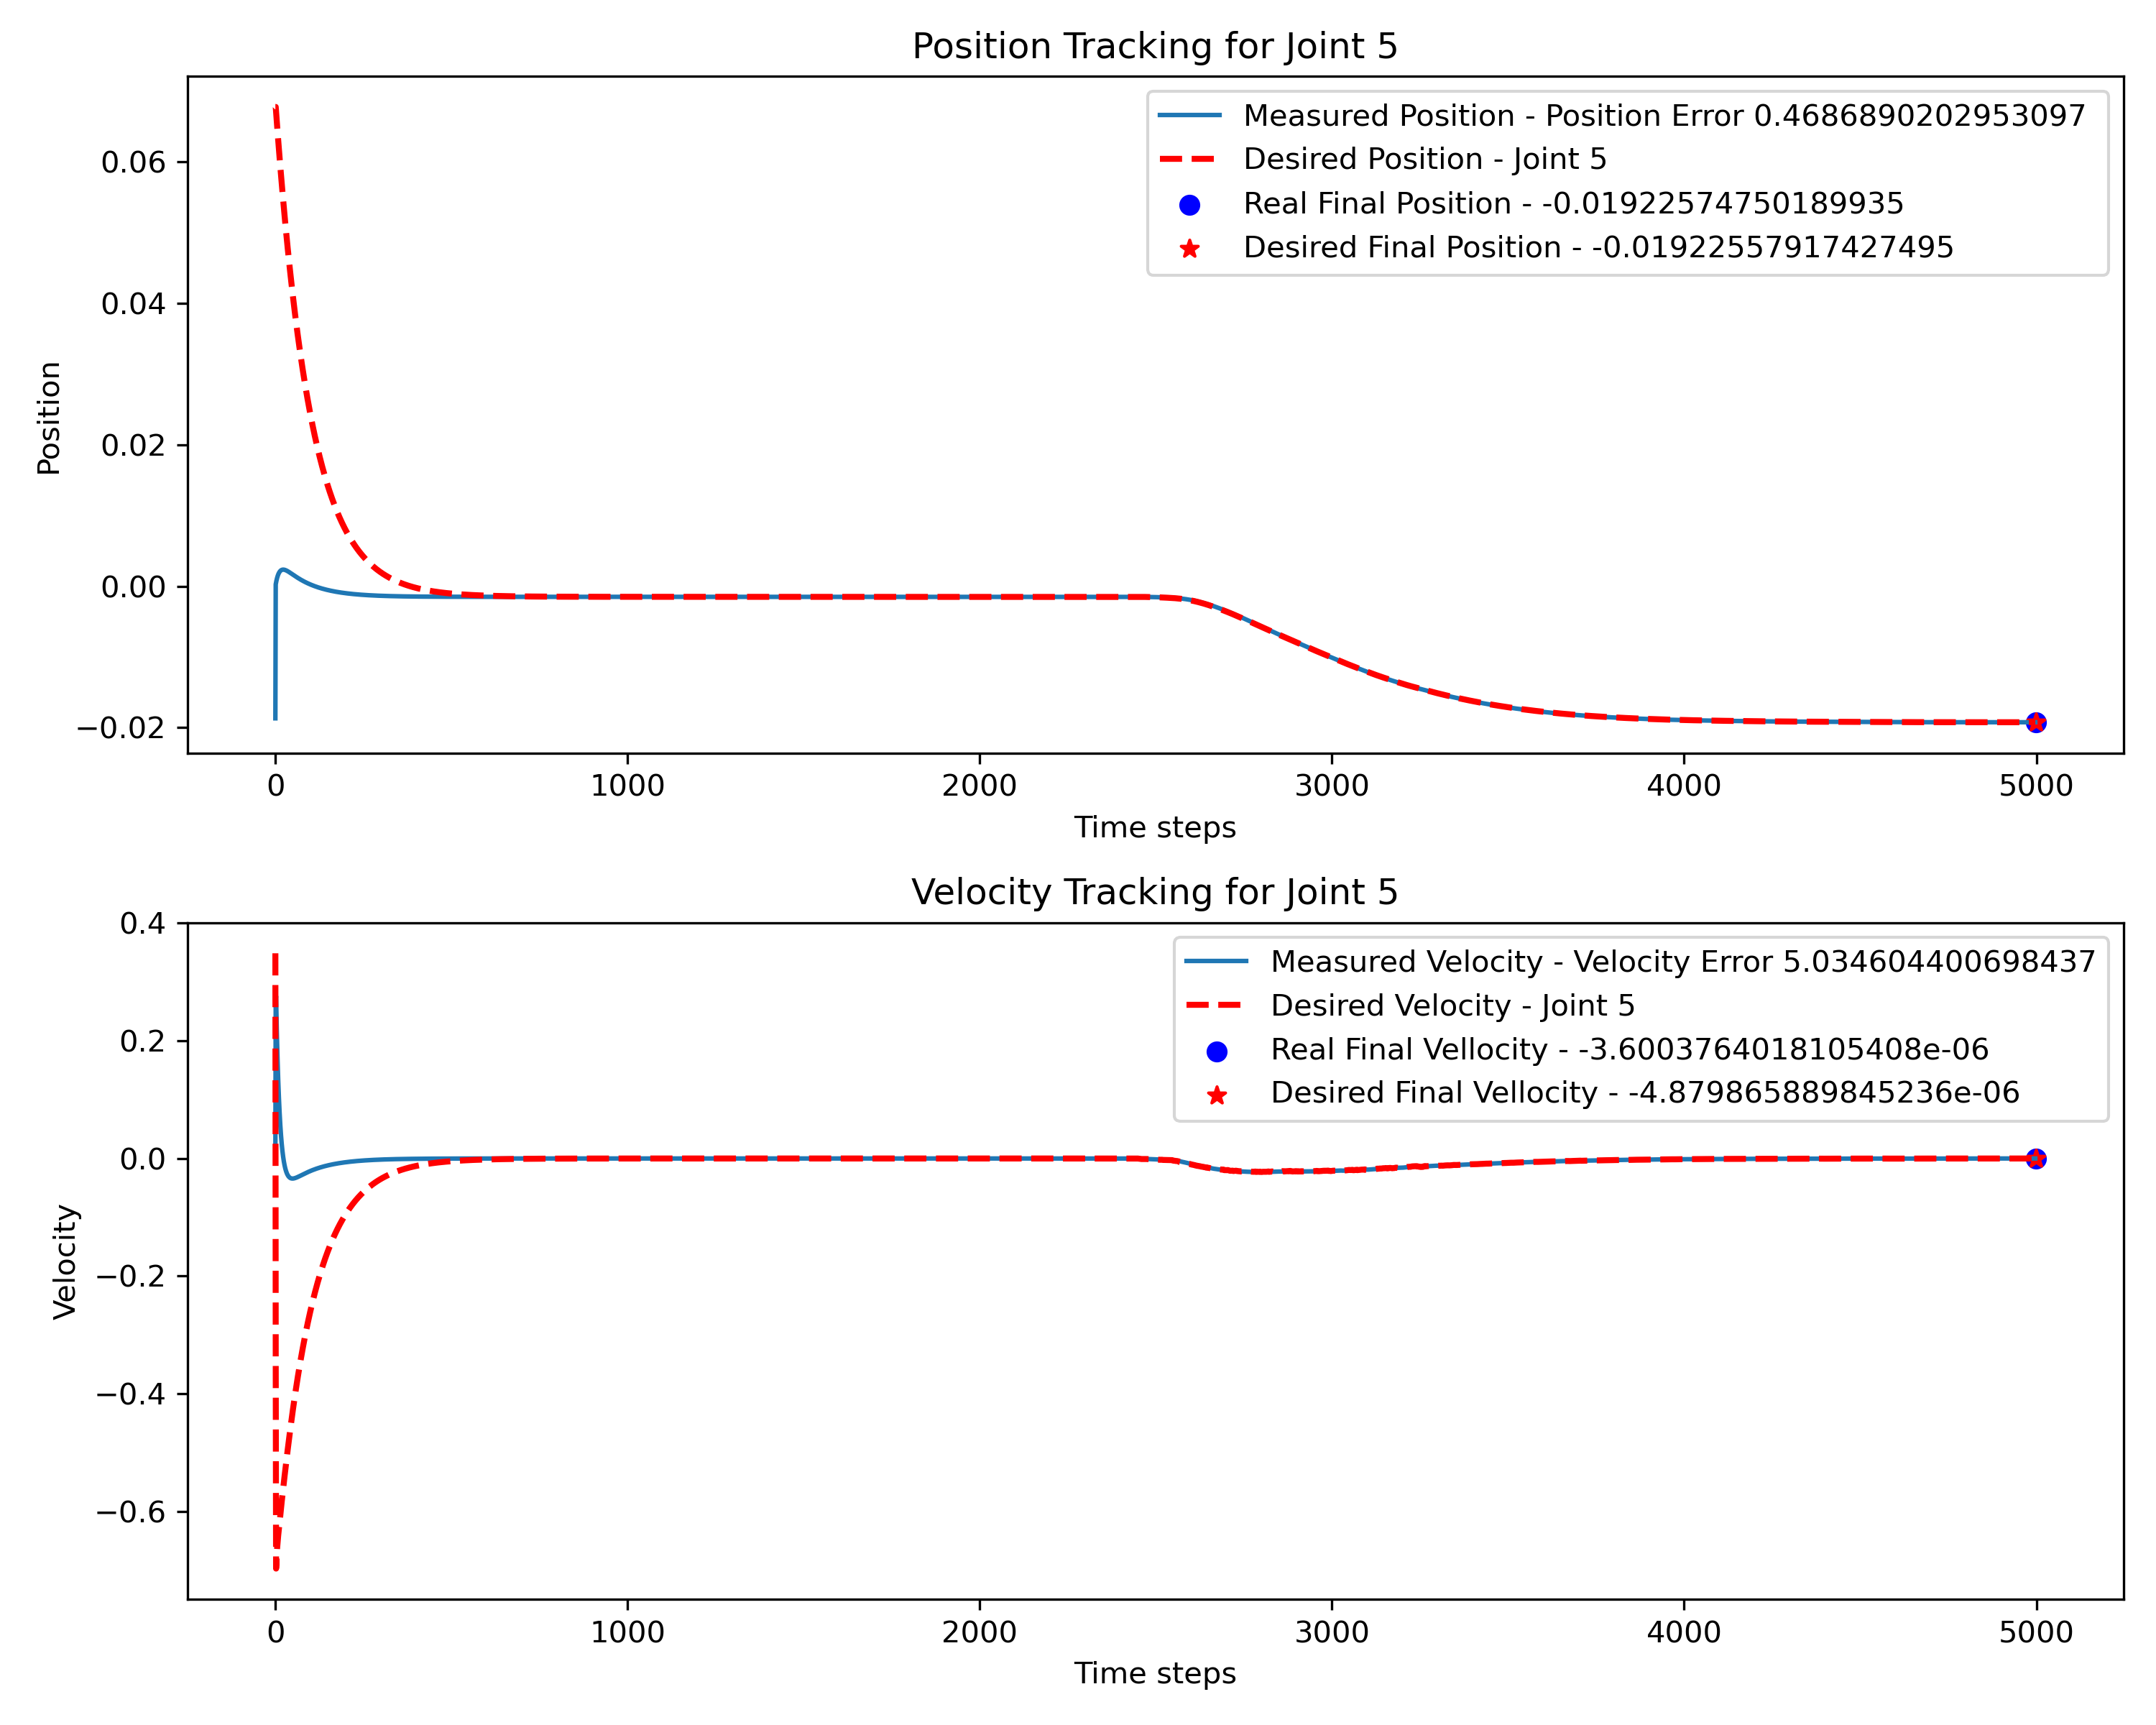 Position Tracking for Joint 5
Measured Position - Position Error 0.4686890202953097
Desired Position - Joint 5
Real Final Position - -0.01922574750189935
Desired Final Position - -0.01922557917427495
Position
0.06
0.04
0.02
0.00
−0.02
0 1000 2000 3000 4000 5000
Time steps
Velocity Tracking for Joint 5
Measured Velocity - Velocity Error 5.034604400698437
Desired Velocity - Joint 5
Real Final Vellocity - -3.6003764018105408e-06
Desired Final Vellocity - -4.879865889845236e-06
Velocity
0.4
0.2
0.0
−0.2
−0.4
−0.6
0 1000 2000 3000 4000 5000
Time steps